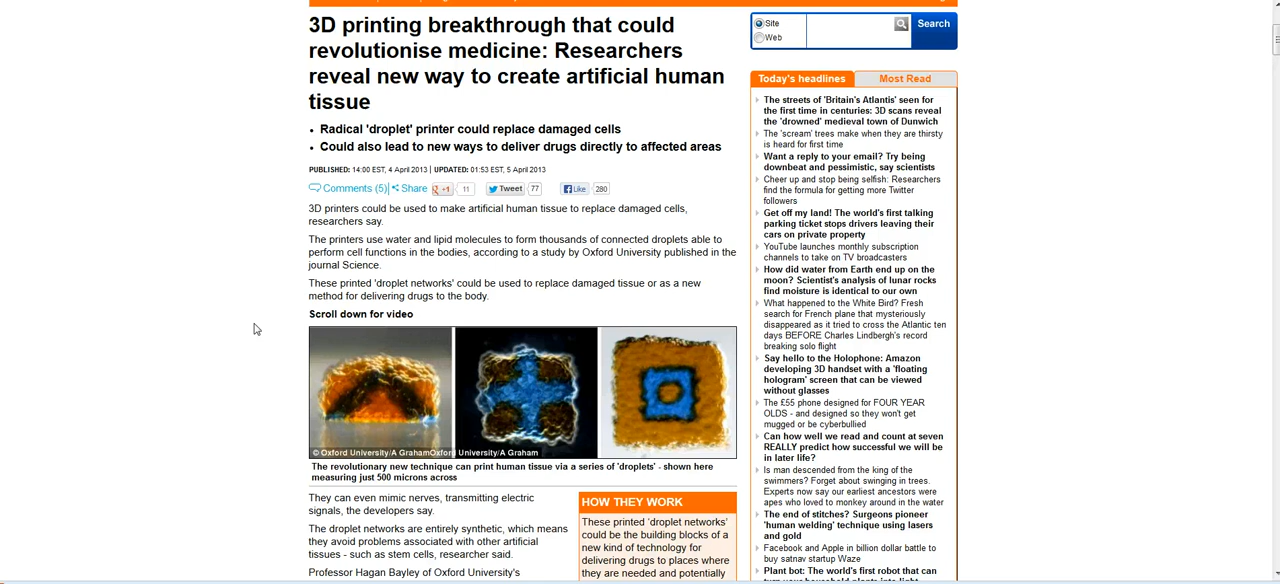 3D printing breakthrough that could
revolutionise medicine: Researchers
reveal new way to create artificial human
tissue
Radical 'droplet' printer could replace damaged cells
Could also lead to new ways to deliver drugs directly to affected areas
PUBLISHED: 14:00 EST, 4 April 2013 | UPDATED: 01:53 EST, 5 April 2013
Comments (5) Share +1 11 Tweet 77 Like 280
3D printers could be used to make artificial human tissue to replace damaged cells,
researchers say.
The printers use water and lipid molecules to form thousands of connected droplets able to
perform cell functions in the bodies, according to a study by Oxford University published in the
journal Science.
These printed 'droplet networks' could be used to replace damaged tissue or as a new
method for delivering drugs to the body.
Scroll down for video
© Oxford University/A GrahamOxford University/A Graham
The revolutionary new technique can print human tissue via a series of 'droplets' - shown here
measuring just 500 microns across
They can even mimic nerves, transmitting electric
signals, the developers say.
The droplet networks are entirely synthetic, which means
they avoid problems associated with other artificial
tissues - such as stem cells, researcher said.
Professor Hagan Bayley of Oxford University's
HOW THEY WORK
These printed 'droplet networks'
could be the building blocks of a
new kind of technology for
delivering drugs to places where
they are needed and potentially
Site
Web
Search
Today's headlines
Most Read
The streets of 'Britain's Atlantis' seen for
the first time in centuries: 3D scans reveal
the 'drowned' medieval town of Dunwich
The 'scream' trees make when they are thirsty
is heard for first time
Want a reply to your email? Try being
downbeat and pessimistic, say scientists
Cheer up and stop being selfish: Researchers
find the formula for getting more Twitter
followers
Get off my land! The world's first talking
parking ticket stops drivers leaving their
cars on private property
YouTube launches monthly subscription
channels to take on TV broadcasters
How did water from Earth end up on the
moon? Scientist's analysis of lunar rocks
find moisture is identical to our own
What happened to the White Bird? Fresh
search for French plane that mysteriously
disappeared as it tried to cross the Atlantic ten
days BEFORE Charles Lindbergh's record
breaking solo flight
Say hello to the Holophone: Amazon
developing 3D handset with a 'floating
hologram' screen that can be viewed
without glasses
The £55 phone designed for FOUR YEAR
OLDS - and designed so they won't get
mugged or be cyberbullied
Can how well we read and count at seven
REALLY predict how successful we will be
in later life?
Is man descended from the king of the
swimmers? Forget about swinging in trees.
Experts now say our earliest ancestors were
apes who loved to monkey around in the water
The end of stitches? Surgeons pioneer
'human welding' technique using lasers
and gold
Facebook and Apple in billion dollar battle to
buy satnav startup Waze
Plant bot: The world's first robot that can